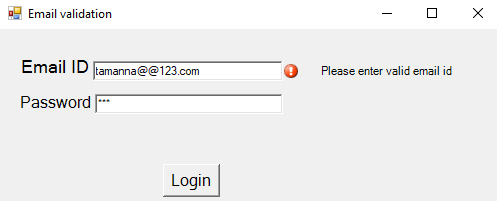 Email validation
Email ID tamanna@@123.com Please enter valid email id
Password ***
Login